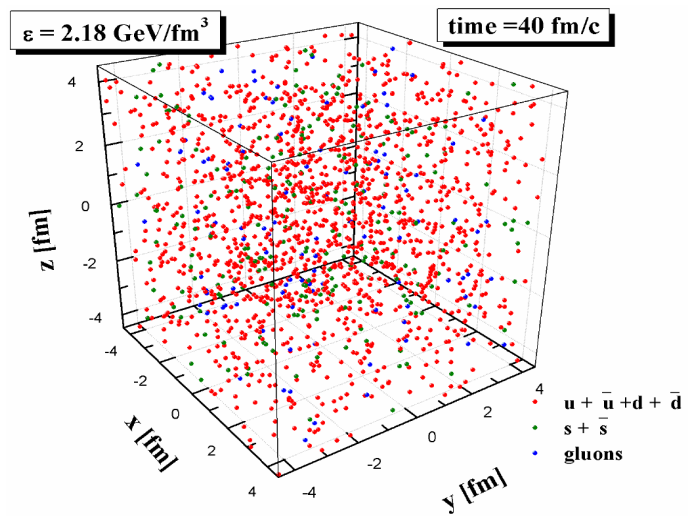 ε = 2.18 GeV/fm³
time =40 fm/c
4
2
0
-2
-4
z [fm]
-4
-2
0
2
4
x [fm]
-4
-2
0
2
4
y [fm]
u + u̅ +d + d̅
s + s̅
gluons